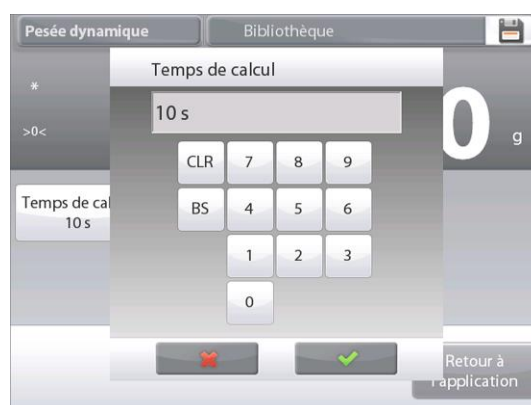 Pesée dynamique
Bibliothèque
Temps de calcul
*
>0<
0 g
10 s
CLR 7 8 9
BS 4 5 6
1 2 3
0
Temps de cal
10 s
Retour à
l'application